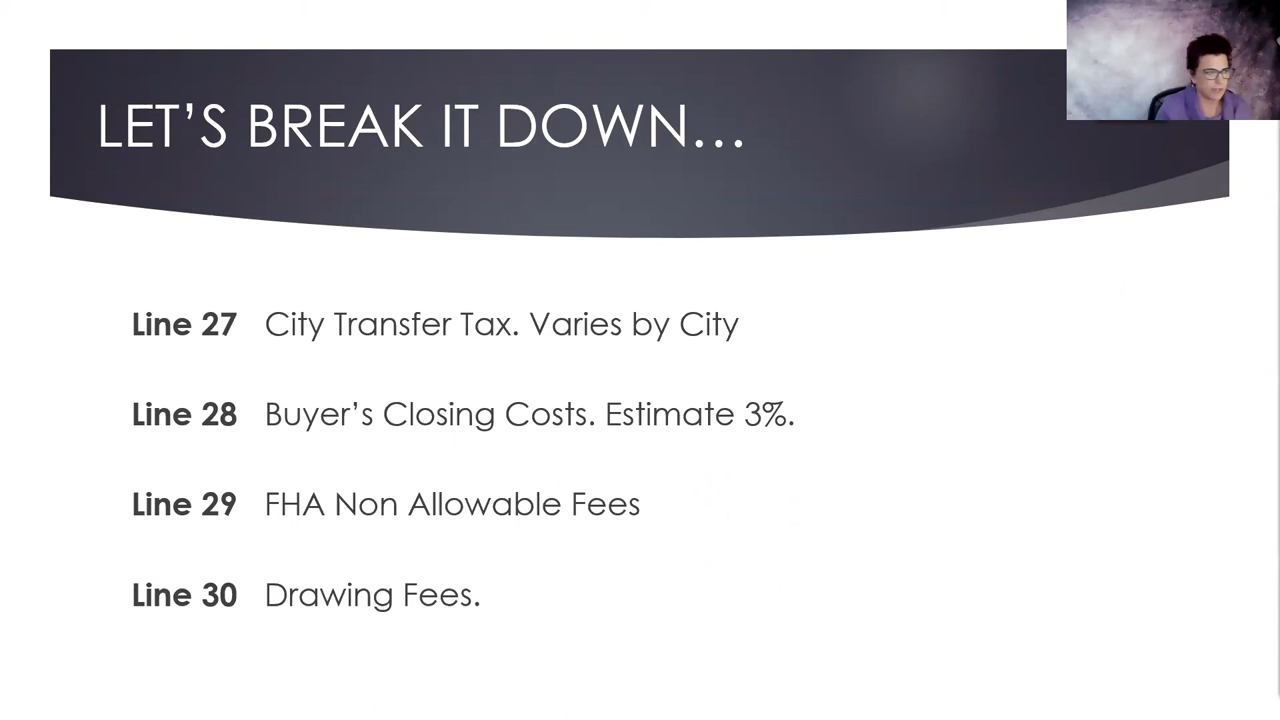 LET’S BREAK IT DOWN…
Line 27 City Transfer Tax. Varies by City
Line 28 Buyer’s Closing Costs. Estimate 3%.
Line 29 FHA Non Allowable Fees
Line 30 Drawing Fees.